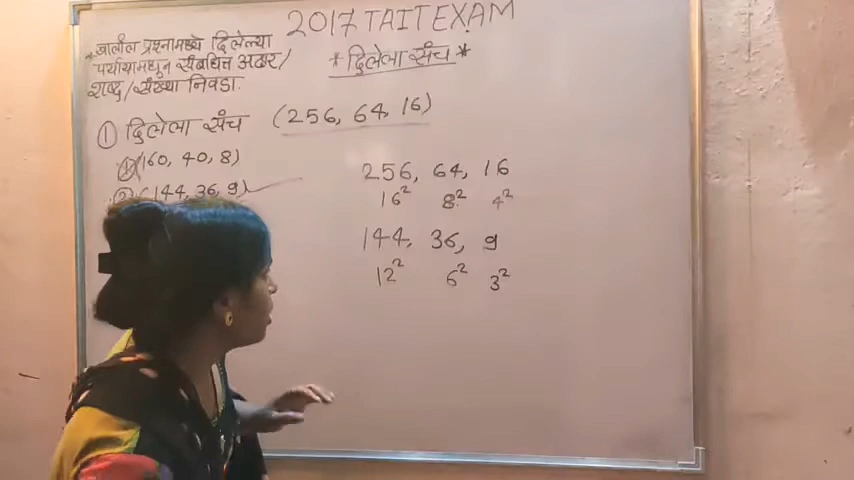 2017 TAIT EXAM
*खालील प्रश्नामध्ये दिलेल्या
पर्यायामधून संबंधित अक्षर/
शब्द/संख्या निवडा.
*दिलेला संच*
① दिलेला संच (256, 64, 16)
(160, 40, 8)
② (144, 36, 9)
256, 64, 16
16² 8² 4²
144, 36, 9
12² 6² 3²